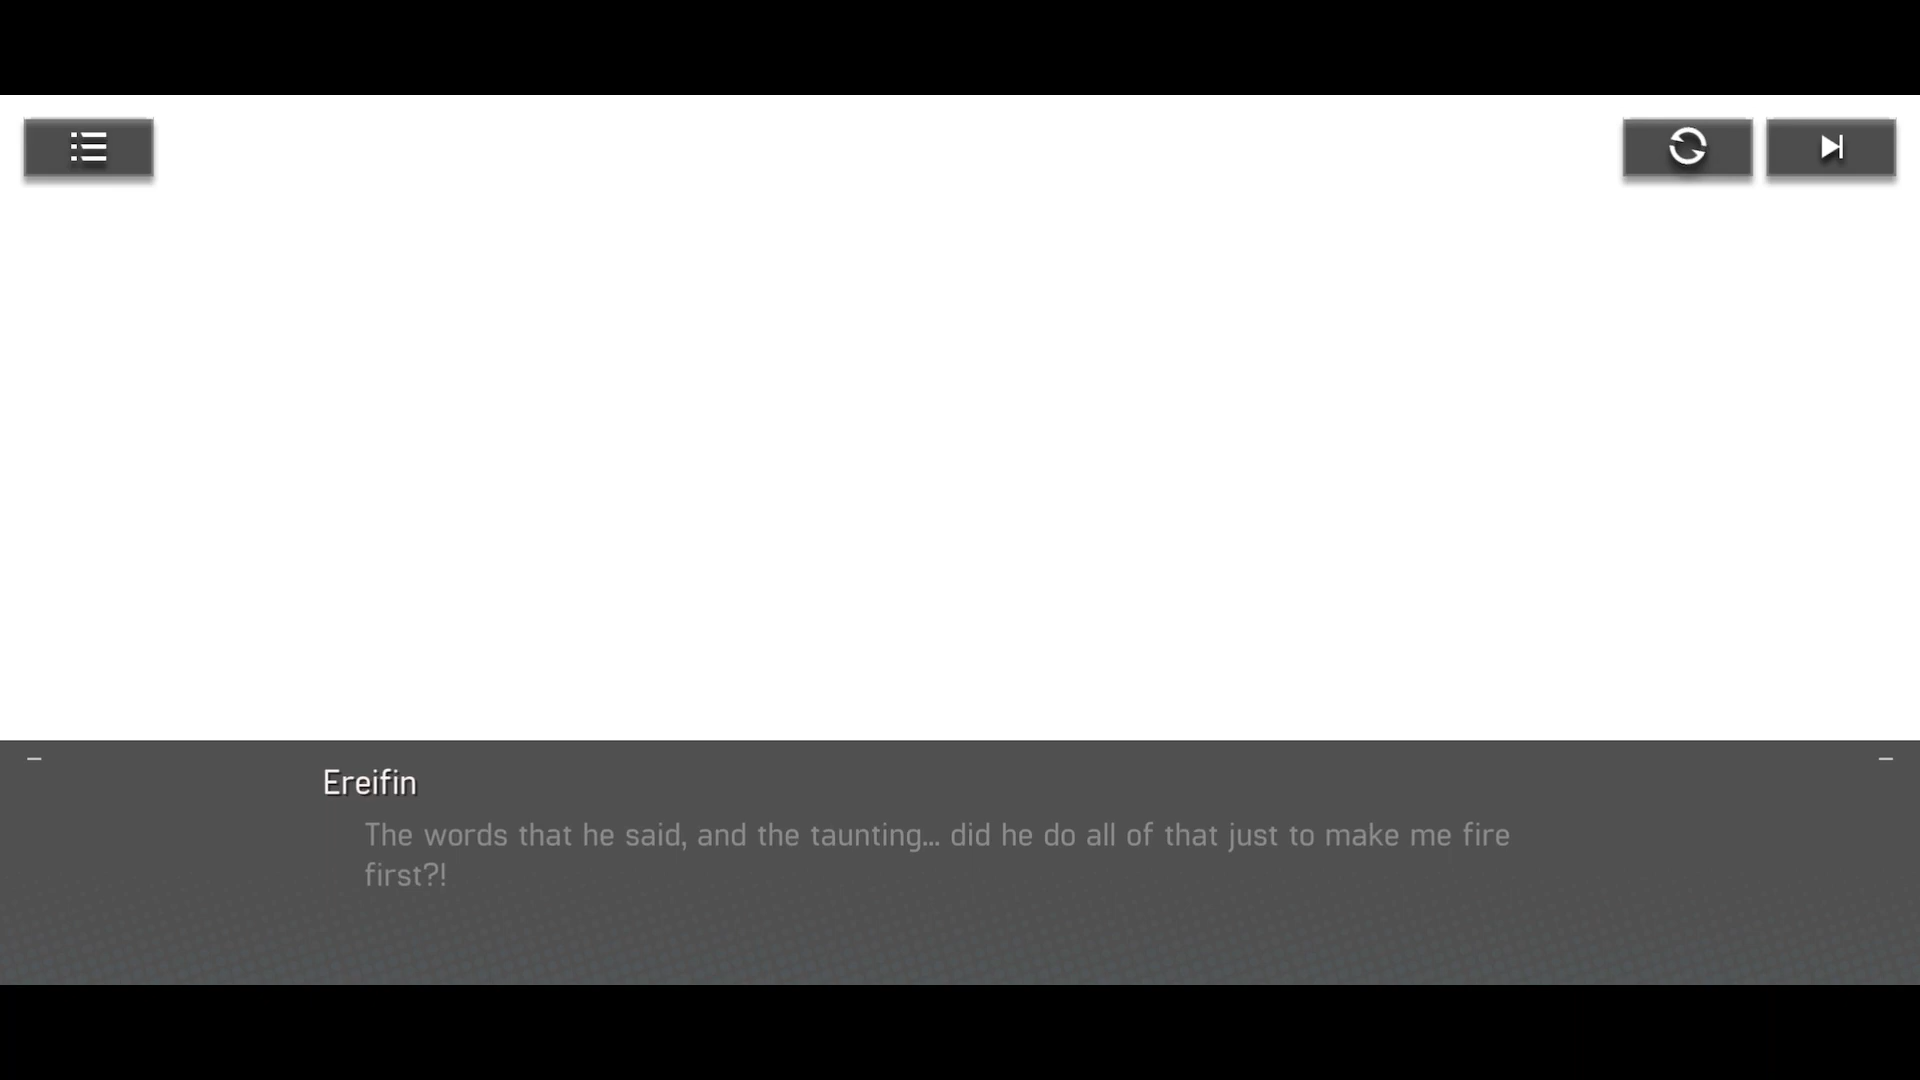 Ereifin
The words that he said, and the taunting... did he do all of that just to make me fire
first?!